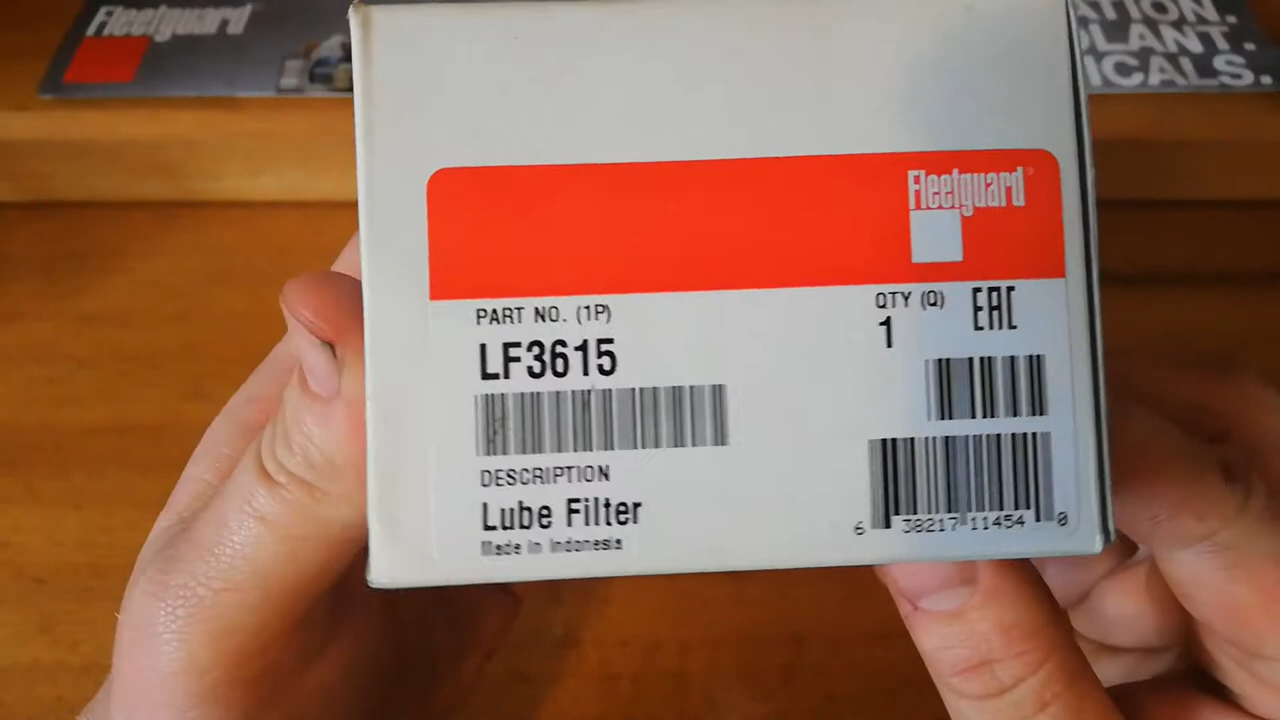 Fleetguard
ATION.
PLANT.
ICALS.
Fleetguard
PART NO. (1P)
QTY (Q)
EAC
LF3615
1
DESCRIPTION
Lube Filter
Made in Indonesia
6 38217 11454 0